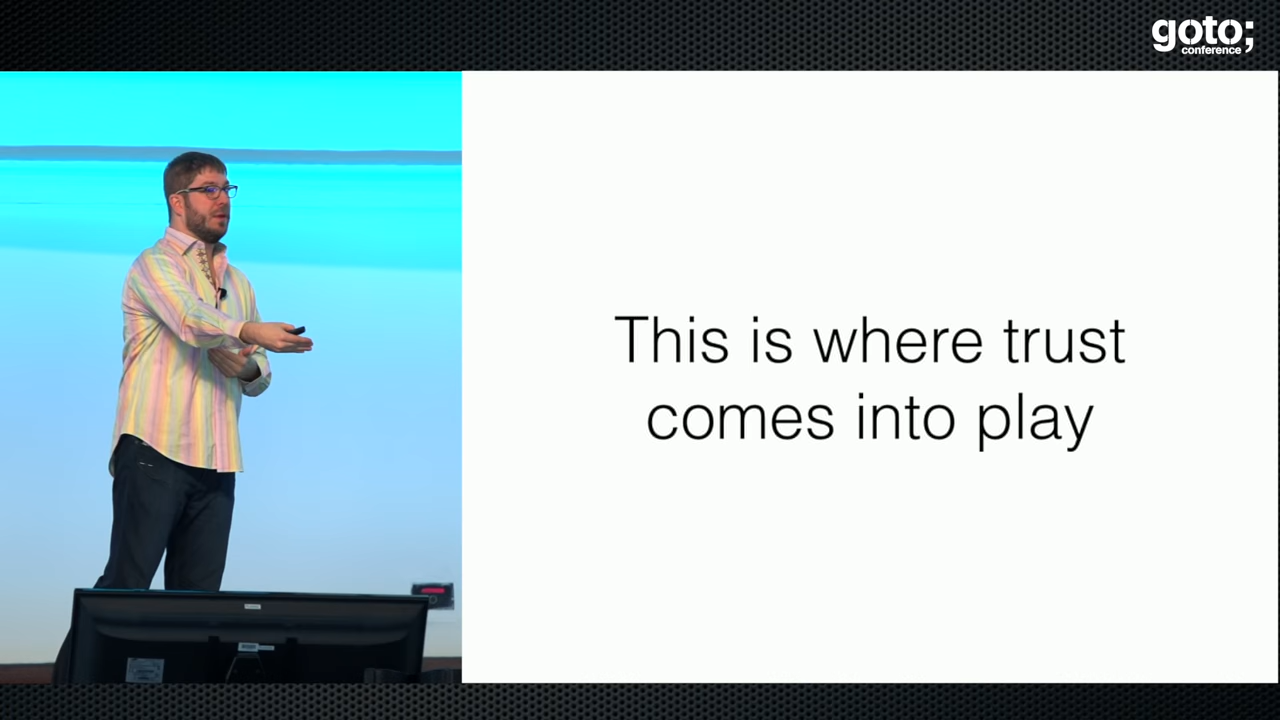 goto;
conference
This is where trust
comes into play